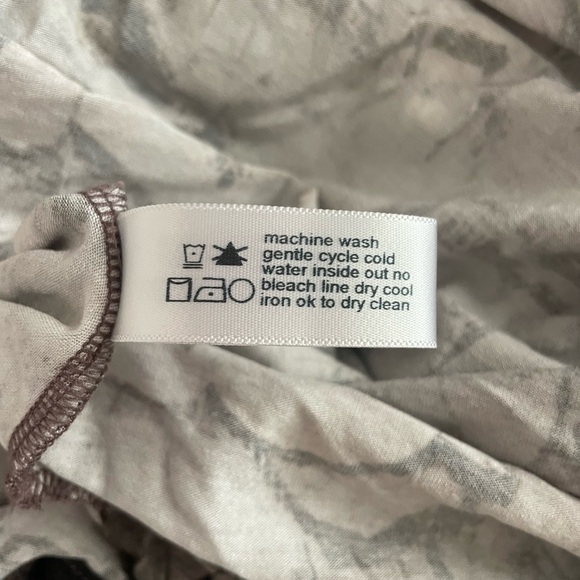 machine wash
gentle cycle cold
water inside out no
bleach line dry cool
iron ok to dry clean